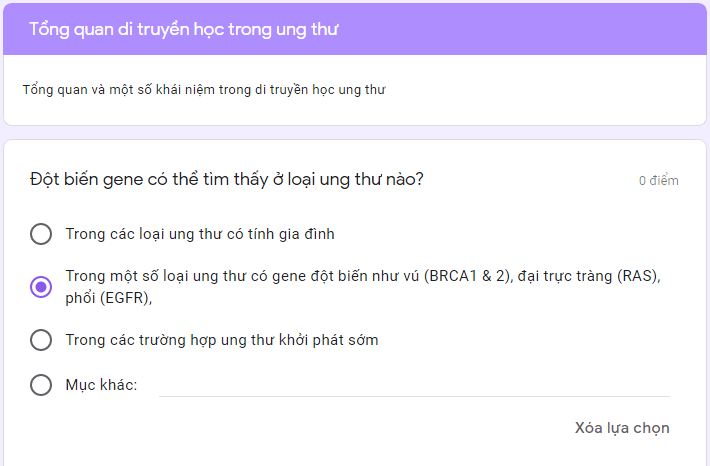 Tổng quan di truyền học trong ung thư
Tổng quan và một số khái niệm trong di truyền học ung thư
Đột biến gene có thể tìm thấy ở loại ung thư nào?
0 điểm
Trong các loại ung thư có tính gia đình
Trong một số loại ung thư có gene đột biến như vú (BRCA1 & 2), đại trực tràng (RAS),
phổi (EGFR),
Trong các trường hợp ung thư khởi phát sớm
Mục khác:
Xóa lựa chọn